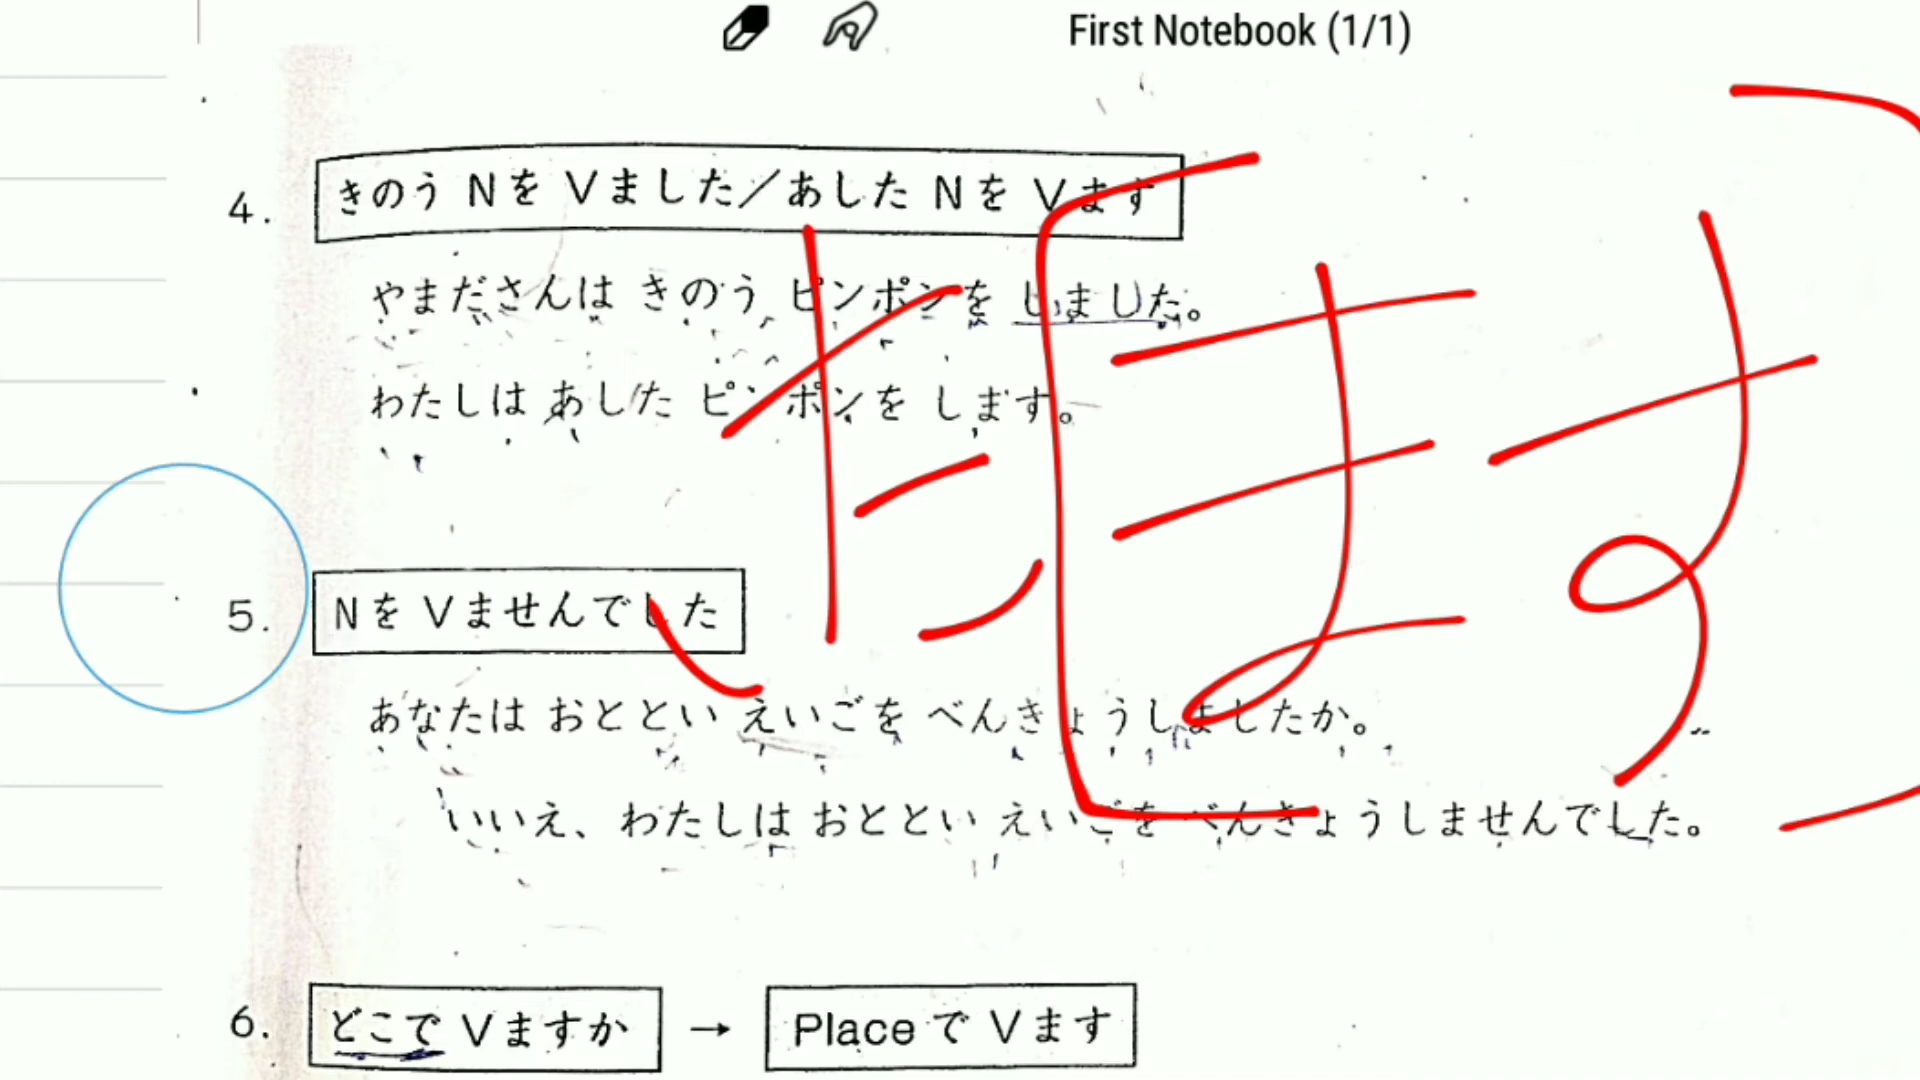 First Notebook (1/1)
4. きのう Nを Vました/あした Nを Vます
やまださんは きのう ピンポンを しました。
わたしは あした ピンポンを します。
5. Nを Vませんでした
あなたは おととい えいごを べんきょうしましたか。
いいえ、わたしは おととい えいごを べんきょうしませんでした。
6. どこで Vますか → Placeで Vます
した[ます]